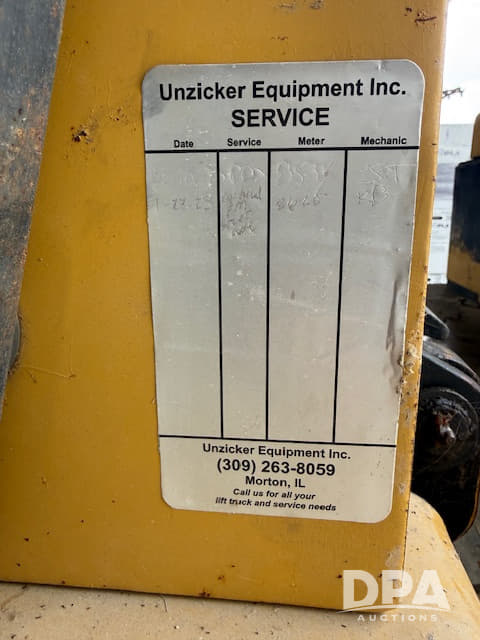 Unzicker Equipment Inc.
SERVICE
Date Service Meter Mechanic
Unzicker Equipment Inc.
(309) 263-8059
Morton, IL
Call us for all your
lift truck and service needs
DPA
AUCTIONS